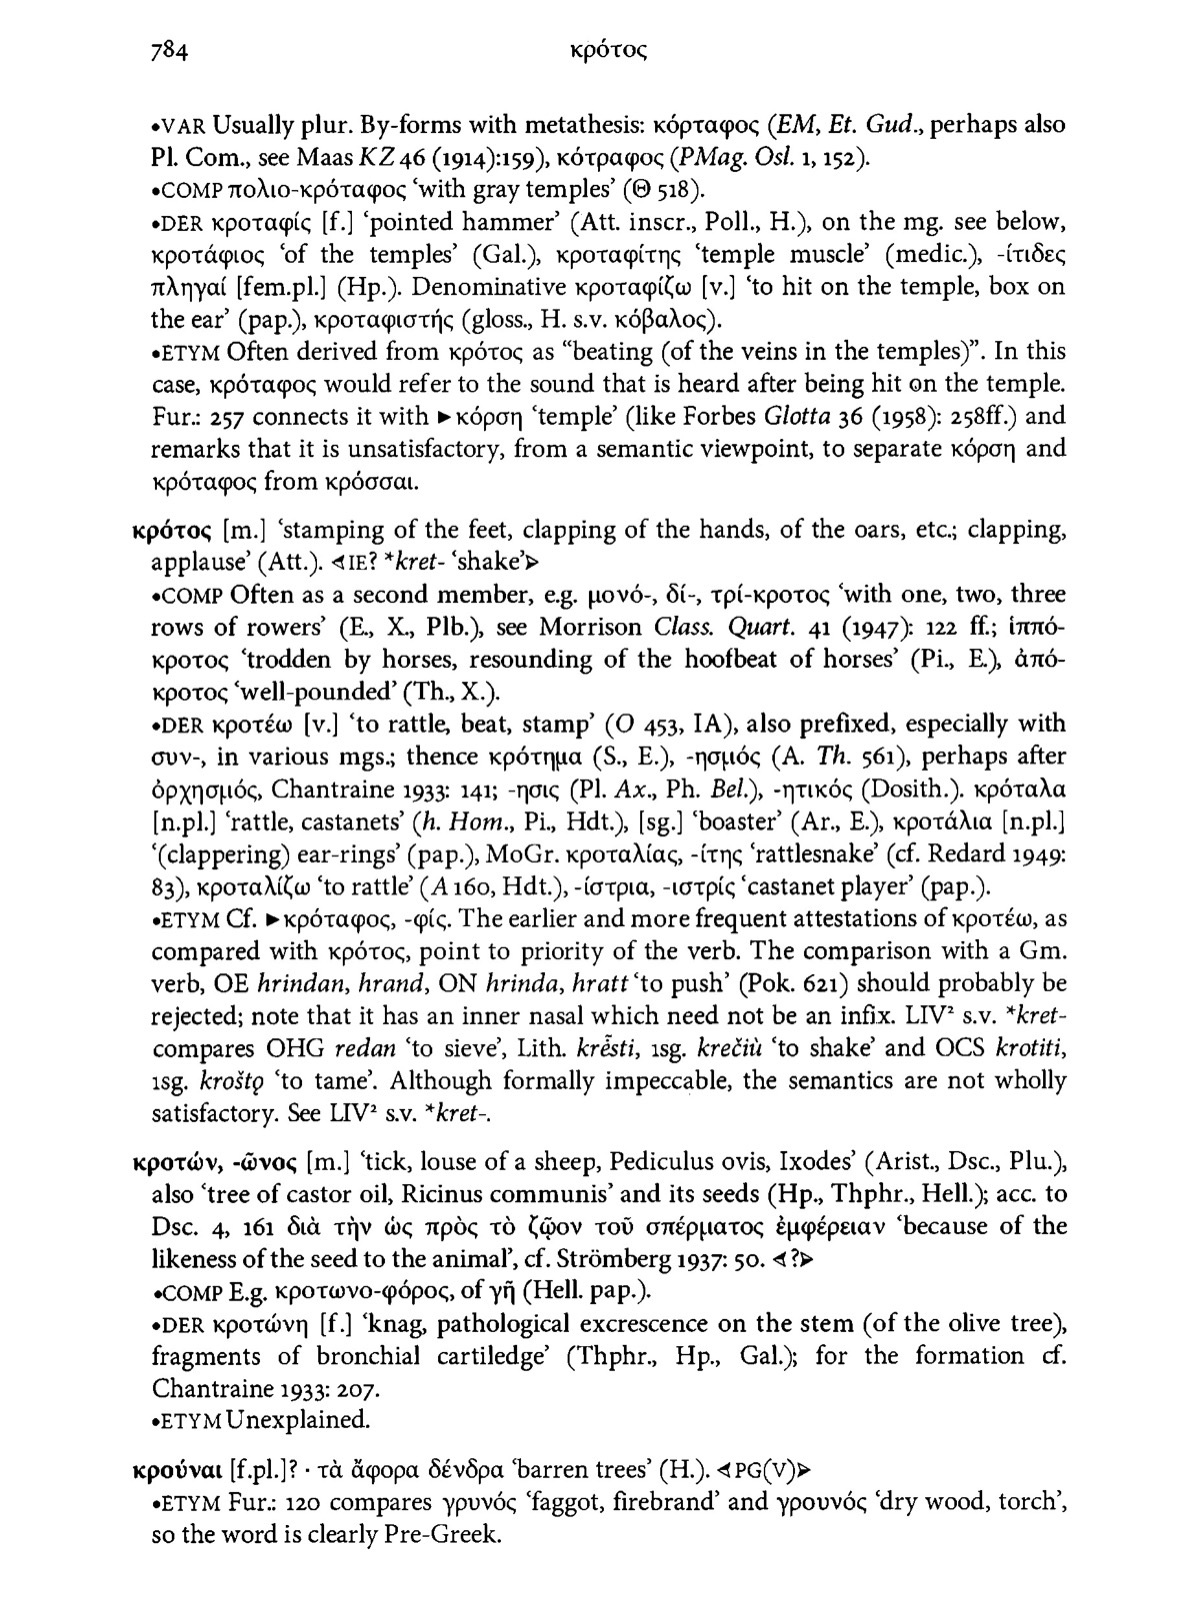 784 κρότος
•VAR Usually plur. By-forms with metathesis: κόρταφος (EM, Et. Gud., perhaps also
Pl. Com., see Maas KZ 46 (1914):159), κότραφος (PMag. Osl. 1, 152).
•COMP πολιο-κρόταφος ‘with gray temples’ (Θ 518).
•DER κροταφίς [f.] ‘pointed hammer’ (Att. inscr., Poll., H.), on the mg. see below,
κροτάφιος ‘of the temples’ (Gal.), κροταφίτης ‘temple muscle’ (medic.), -ίτιδες
πληγαί [fem.pl.] (Hp.). Denominative κροταφίζω [v.] ‘to hit on the temple, box on
the ear’ (pap.), κροταφιστής (gloss., H. s.v. κόβαλος).
•ETYM Often derived from κρότος as “beating (of the veins in the temples)”. In this
case, κρόταφος would refer to the sound that is heard after being hit on the temple.
Fur.: 257 connects it with ►κόρση ‘temple’ (like Forbes Glotta 36 (1958): 258ff.) and
remarks that it is unsatisfactory, from a semantic viewpoint, to separate κόρση and
κρόταφος from κρόσσαι.
κρότος [m.] ‘stamping of the feet, clapping of the hands, of the oars, etc.; clapping,
applause’ (Att.). ⊲IE? *kret- ‘shake’⊳
•COMP Often as a second member, e.g. μονό-, δί-, τρί-κροτος ‘with one, two, three
rows of rowers’ (E., X., Plb.), see Morrison Class. Quart. 41 (1947): 122 ff.; ἱππό-
κροτος ‘trodden by horses, resounding of the hoofbeat of horses’ (Pi., E.), ἀπό-
κροτος ‘well-pounded’ (Th., X.).
•DER κροτέω [v.] ‘to rattle, beat, stamp’ (O 453, IA), also prefixed, especially with
συν-, in various mgs.; thence κρότημα (S., E.), -ησμός (A. Th. 561), perhaps after
ὀρχησμός, Chantraine 1933: 141; -ησις (Pl. Ax., Ph. Bel.), -ητικός (Dosith.). κρόταλα
[n.pl.] ‘rattle, castanets’ (h. Hom., Pi., Hdt.), [sg.] ‘boaster’ (Ar., E.), κροτάλια [n.pl.]
‘(clappering) ear-rings’ (pap.), MoGr. κροταλίας, -ίτης ‘rattlesnake’ (cf. Redard 1949:
83), κροταλίζω ‘to rattle’ (Λ 160, Hdt.), -ίστρια, -ιστρίς ‘castanet player’ (pap.).
•ETYM Cf. ►κρόταφος, -φίς. The earlier and more frequent attestations of κροτέω, as
compared with κρότος, point to priority of the verb. The comparison with a Gm.
verb, OE hrindan, hrand, ON hrinda, hratt ‘to push’ (Pok. 621) should probably be
rejected; note that it has an inner nasal which need not be an infix. LIV² s.v. *kret-
compares OHG redan ‘to sieve’, Lith. krė̃sti, 1sg. krečiù ‘to shake’ and OCS krotiti,
1sg. kroštǫ ‘to tame’. Although formally impeccable, the semantics are not wholly
satisfactory. See LIV² s.v. *kret-.
κροτών, -ῶνος [m.] ‘tick, louse of a sheep, Pediculus ovis, Ixodes’ (Arist., Dsc., Plu.),
also ‘tree of castor oil, Ricinus communis’ and its seeds (Hp., Thphr., Hell.); acc. to
Dsc. 4, 161 διὰ τὴν ὡς πρὸς τὸ ζῷον τοῦ σπέρματος ἐμφέρειαν ‘because of the
likeness of the seed to the animal’, cf. Strömberg 1937: 50. ⊲?⊳
•COMP E.g. κροτωνο-φόρος, of γῆ (Hell. pap.).
•DER κροτώνη [f.] ‘knag, pathological excrescence on the stem (of the olive tree),
fragments of bronchial cartiledge’ (Thphr., Hp., Gal.); for the formation cf.
Chantraine 1933: 207.
•ETYM Unexplained.
κρούναι [f.pl.]? · τὰ ἄφορα δένδρα ‘barren trees’ (H.). ⊲PG(V)⊳
•ETYM Fur.: 120 compares γρυνός ‘faggot, firebrand’ and γρουνός ‘dry wood, torch’,
so the word is clearly Pre-Greek.